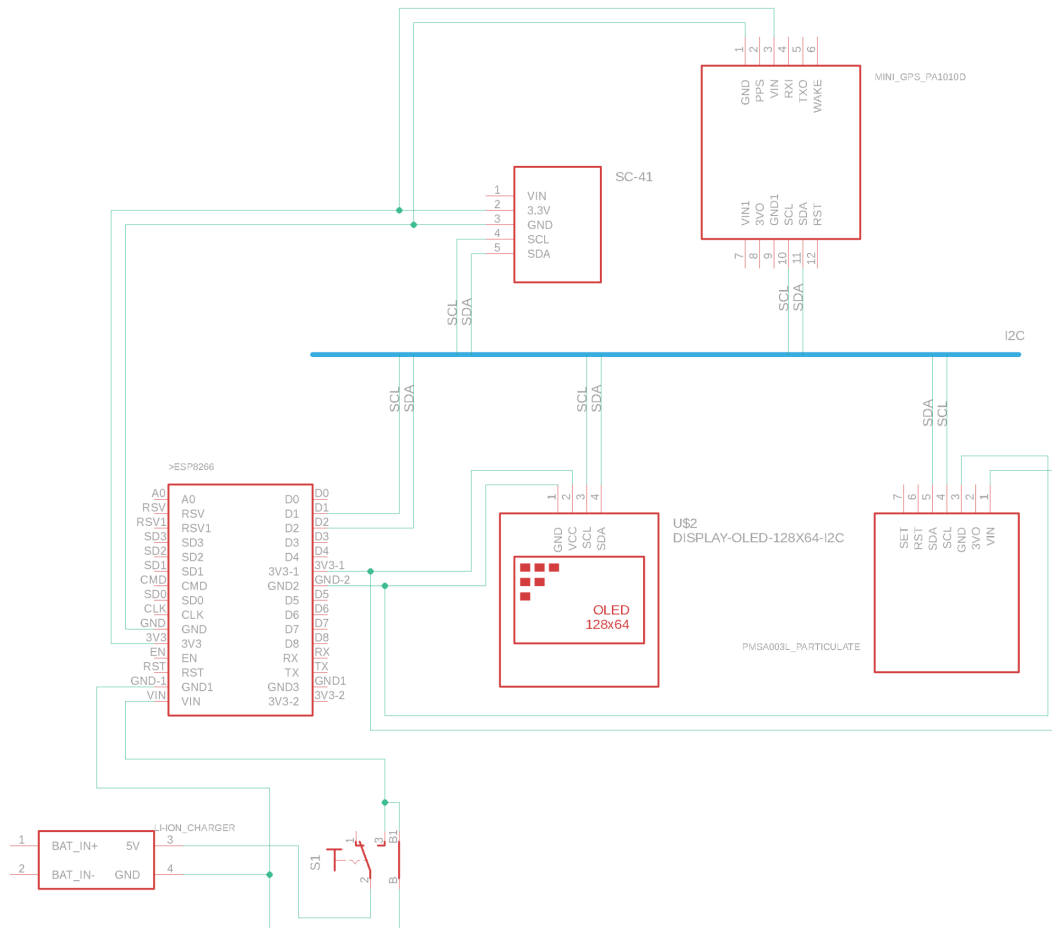 1 2 3 4 5 6
GND PPS VIN RXI TXO WAKE
MINI_GPS_PA1010D
VIN1 3VO GND1 SCL SDA RST
7 8 9 10 11 12
SC-41
1 VIN
2 3.3V
3 GND
4 SCL
5 SDA
SCL SDA
SCL SDA
I2C
SCL SDA
SCL SDA
SDA SCL
>ESP8266
A0 A0 D0 D0
RSV RSV D1 D1
RSV1 RSV1 D2 D2
SD3 SD3 D3 D3
SD2 SD2 D4 D4
SD1 SD1 3V3-1 3V3-1
CMD CMD GND2 GND-2
SD0 SD0 D5 D5
CLK CLK D6 D6
GND GND D7 D7
3V3 3V3 D8 D8
EN EN RX RX
RST RST TX TX
GND-1 GND1 GND3 GND1
VIN VIN 3V3-2 3V3-2
1 2 3 4
GND VCC SCL SDA
U$2
DISPLAY-OLED-128X64-I2C
OLED
128x64
7 6 5 4 3 2 1
SET RST SDA SCL GND 3VO VIN
PMSA003L_PARTICULATE
LI-ION_CHARGER
1 BAT_IN+ 5V 3
2 BAT_IN- GND 4
S1
1 3 B1
2 B